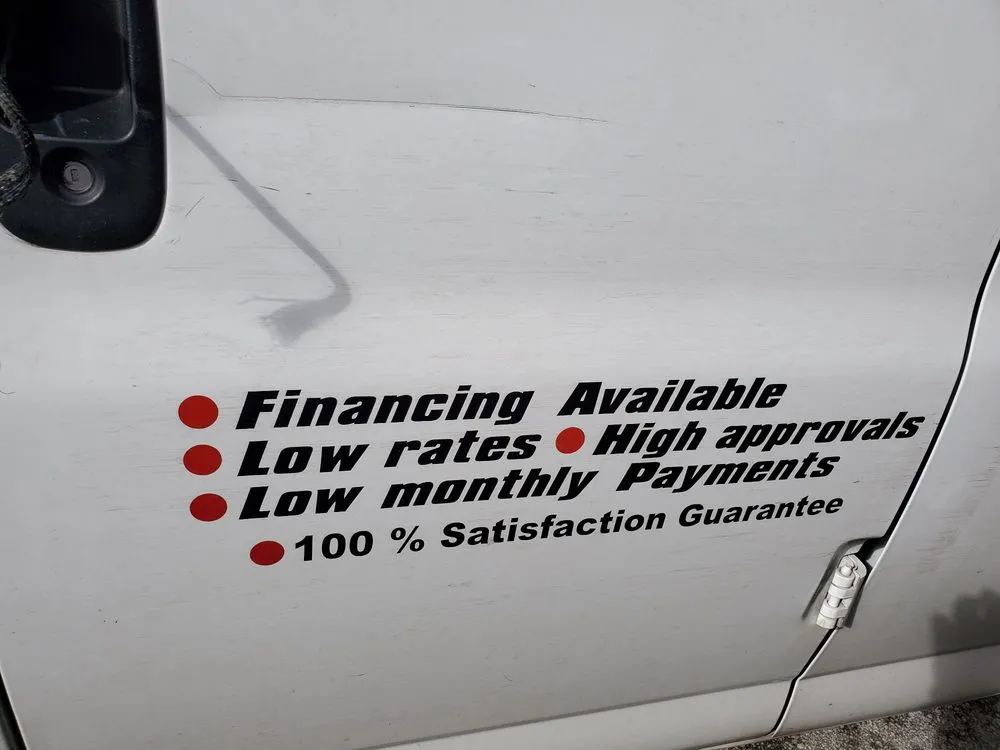 Financing Available
Low rates • High approvals
Low monthly Payments
100 % Satisfaction Guarantee